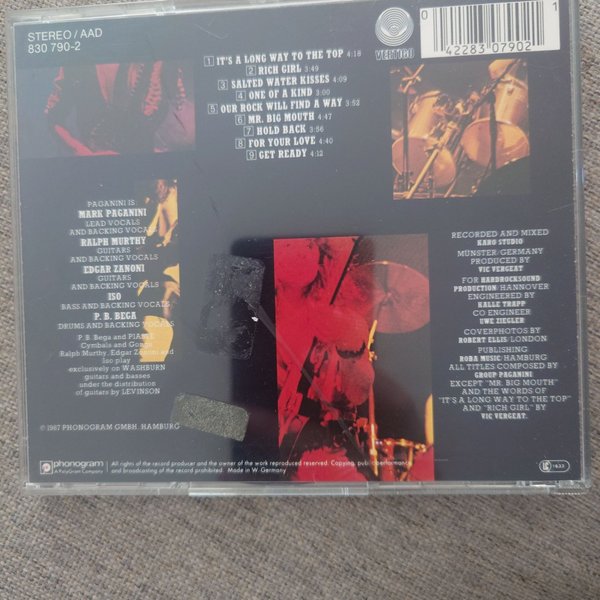 STEREO / AAD
830 790-2
1 IT'S A LONG WAY TO THE TOP 4:18
2 RICH GIRL 3:49
3 SALTED WATER KISSES 4:09
4 ONE OF A KIND 3:00
5 OUR ROCK WILL FIND A WAY 3:52
6 MR. BIG MOUTH 4:47
7 HOLD BACK 3:56
8 FOR YOUR LOVE 4:40
9 GET READY 4:12
VERTIGO
0 1
42283 07902
PAGANINI IS:
MARK PAGANINI
LEAD VOCALS
AND BACKING VOCALS
RALPH MURTHY
GUITARS
AND BACKING VOCALS
EDGAR ZANONI
GUITARS
AND BACKING VOCALS
ISO
BASS AND BACKING VOCALS
P. B. BEGA
DRUMS AND BACKING VOCALS
P. B. Bega and PIAISTE
Cymbals and Gongs
Ralph Murthy, Edgar Zanoni and
Iso play
exclusively on WASHBURN
guitars and basses
under the distribution
of guitars by LEVINSON
© 1987 PHONOGRAM GMBH, HAMBURG
RECORDED AND MIXED
KARO STUDIO
MÜNSTER/GERMANY
PRODUCED BY
VIC VERGEAT
FOR HARDROCKSOUND
PRODUCTION/HANNOVER
ENGINEERED BY
KALLE TRAPP
CO ENGINEER
UWE ZIEGLER
COVERPHOTOS BY
ROBERT ELLIS/LONDON
PUBLISHING
ROBA MUSIC/HAMBURG
ALL TITLES COMPOSED BY
GROUP PAGANINI
EXCEPT "MR. BIG MOUTH"
AND THE WORDS OF
"IT'S A LONG WAY TO THE TOP"
AND "RICH GIRL" BY
VIC VERGEAT.
phonogram
A PolyGram Company
All rights of the record producer and the owner of the work reproduced reserved. Copying, public performance,
and broadcasting of this record prohibited. Made in W. Germany